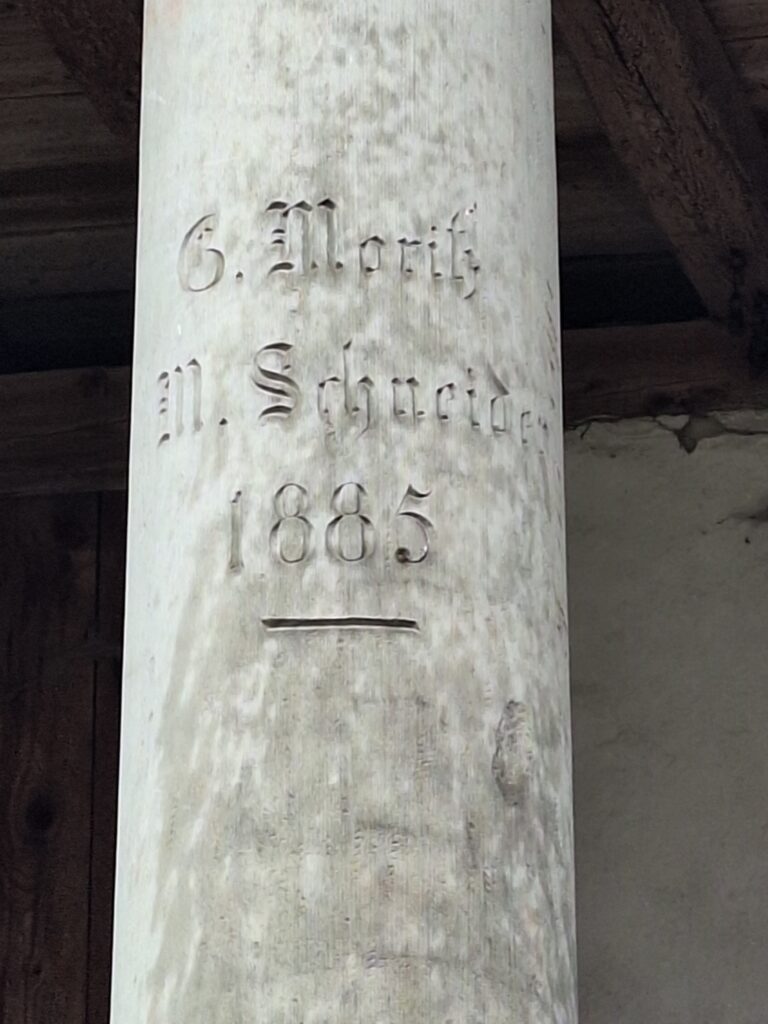 G. Moritz
M. Schneider
1885